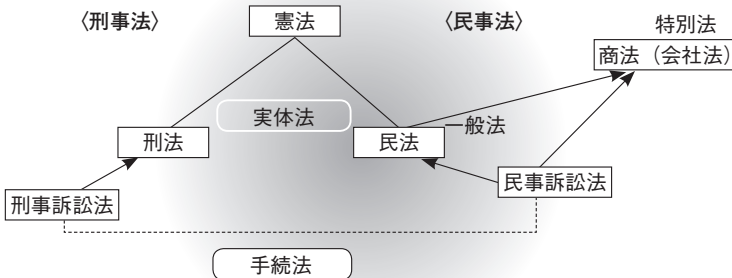 〈刑事法〉
憲法
〈民事法〉
特別法
商法（会社法）
実体法
一般法
刑法
民法
民事訴訟法
刑事訴訟法
手続法